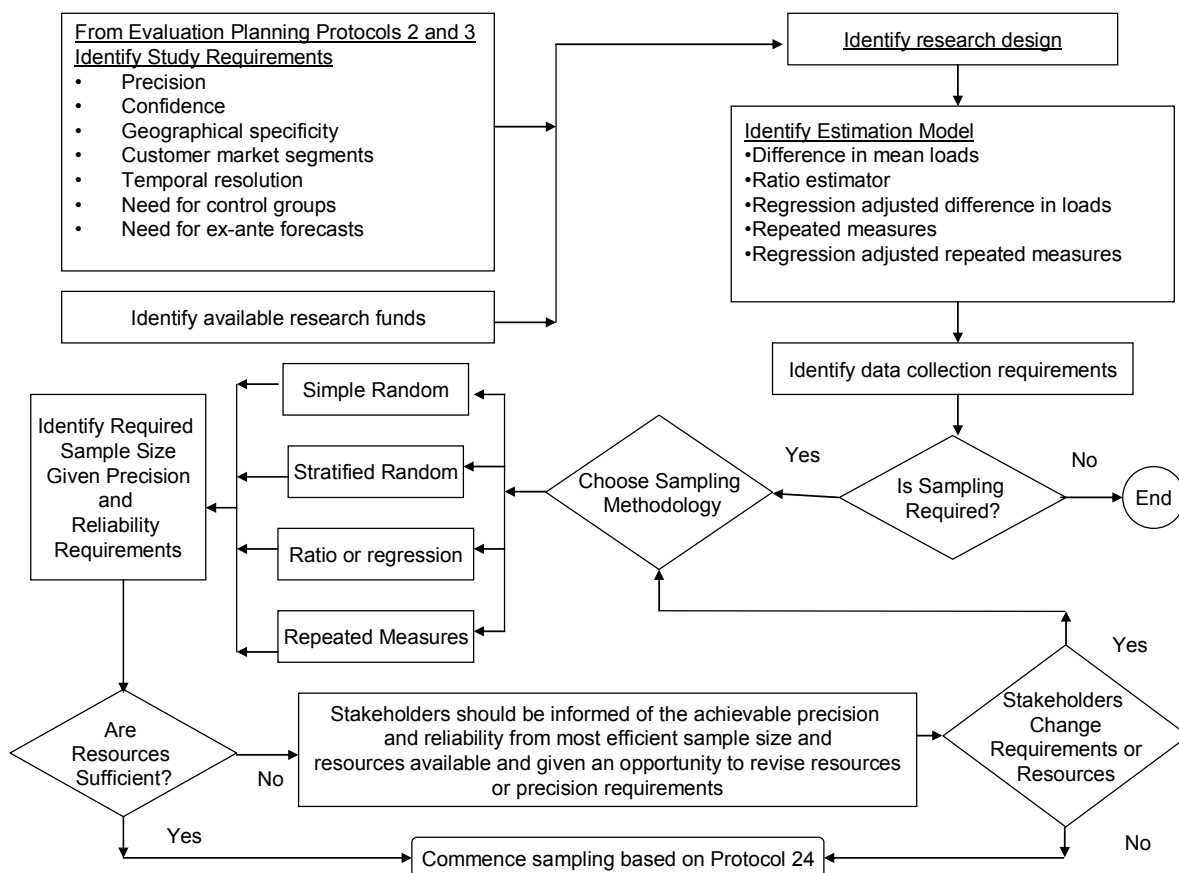 From Evaluation Planning Protocols 2 and 3
Identify Study Requirements
• Precision
• Confidence
• Geographical specificity
• Customer market segments
• Temporal resolution
• Need for control groups
• Need for ex-ante forecasts
Identify available research funds
Identify research design
Identify Estimation Model
•Difference in mean loads
•Ratio estimator
•Regression adjusted difference in loads
•Repeated measures
•Regression adjusted repeated measures
Identify data collection requirements
Is Sampling
Required?
No
End
Yes
Choose Sampling
Methodology
Simple Random
Stratified Random
Ratio or regression
Repeated Measures
Identify Required
Sample Size
Given Precision
and
Reliability
Requirements
Are
Resources
Sufficient?
No
Stakeholders should be informed of the achievable precision
and reliability from most efficient sample size and
resources available and given an opportunity to revise resources
or precision requirements
Stakeholders
Change
Requirements or
Resources
Yes
No
Yes
Commence sampling based on Protocol 24